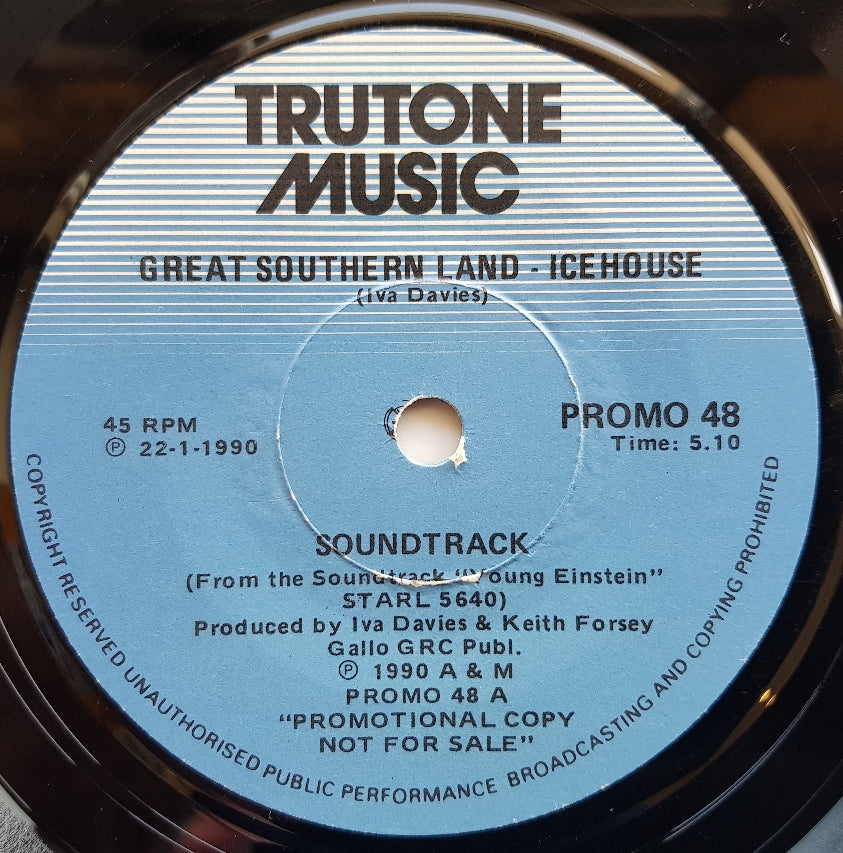 TRUTONE
MUSIC
GREAT SOUTHERN LAND - ICEHOUSE
(Iva Davies)
45 RPM
Ⓟ 22-1-1990
PROMO 48
Time: 5.10
SOUNDTRACK
(From the Soundtrack "Young Einstein"
STARL 5640)
Produced by Iva Davies & Keith Forsey
Gallo GRC Publ.
Ⓟ 1990 A & M
PROMO 48 A
"PROMOTIONAL COPY
NOT FOR SALE"
COPYRIGHT RESERVED UNAUTHORISED PUBLIC PERFORMANCE BROADCASTING AND COPYING PROHIBITED